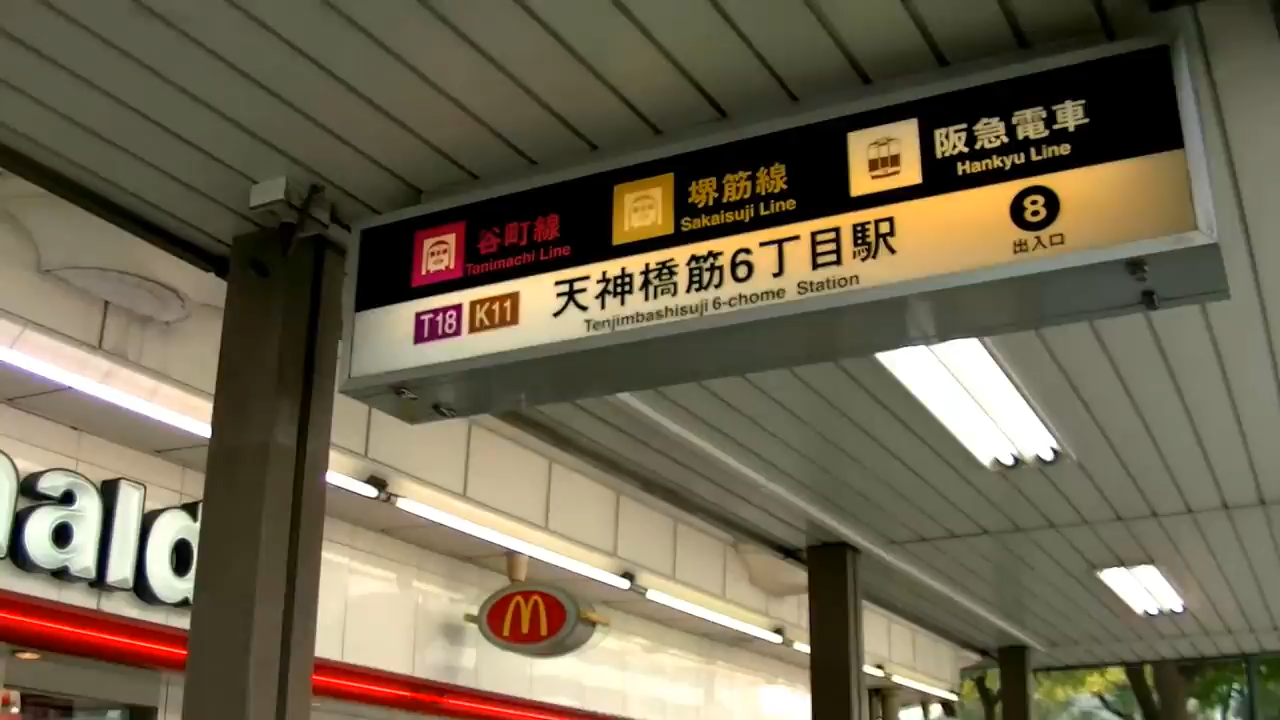 谷町線
Tanimachi Line
堺筋線
Sakaisuji Line
阪急電車
Hankyu Line
T18 K11
天神橋筋6丁目駅
Tenjimbashisuji 6-chome Station
8
出入口
nald
M